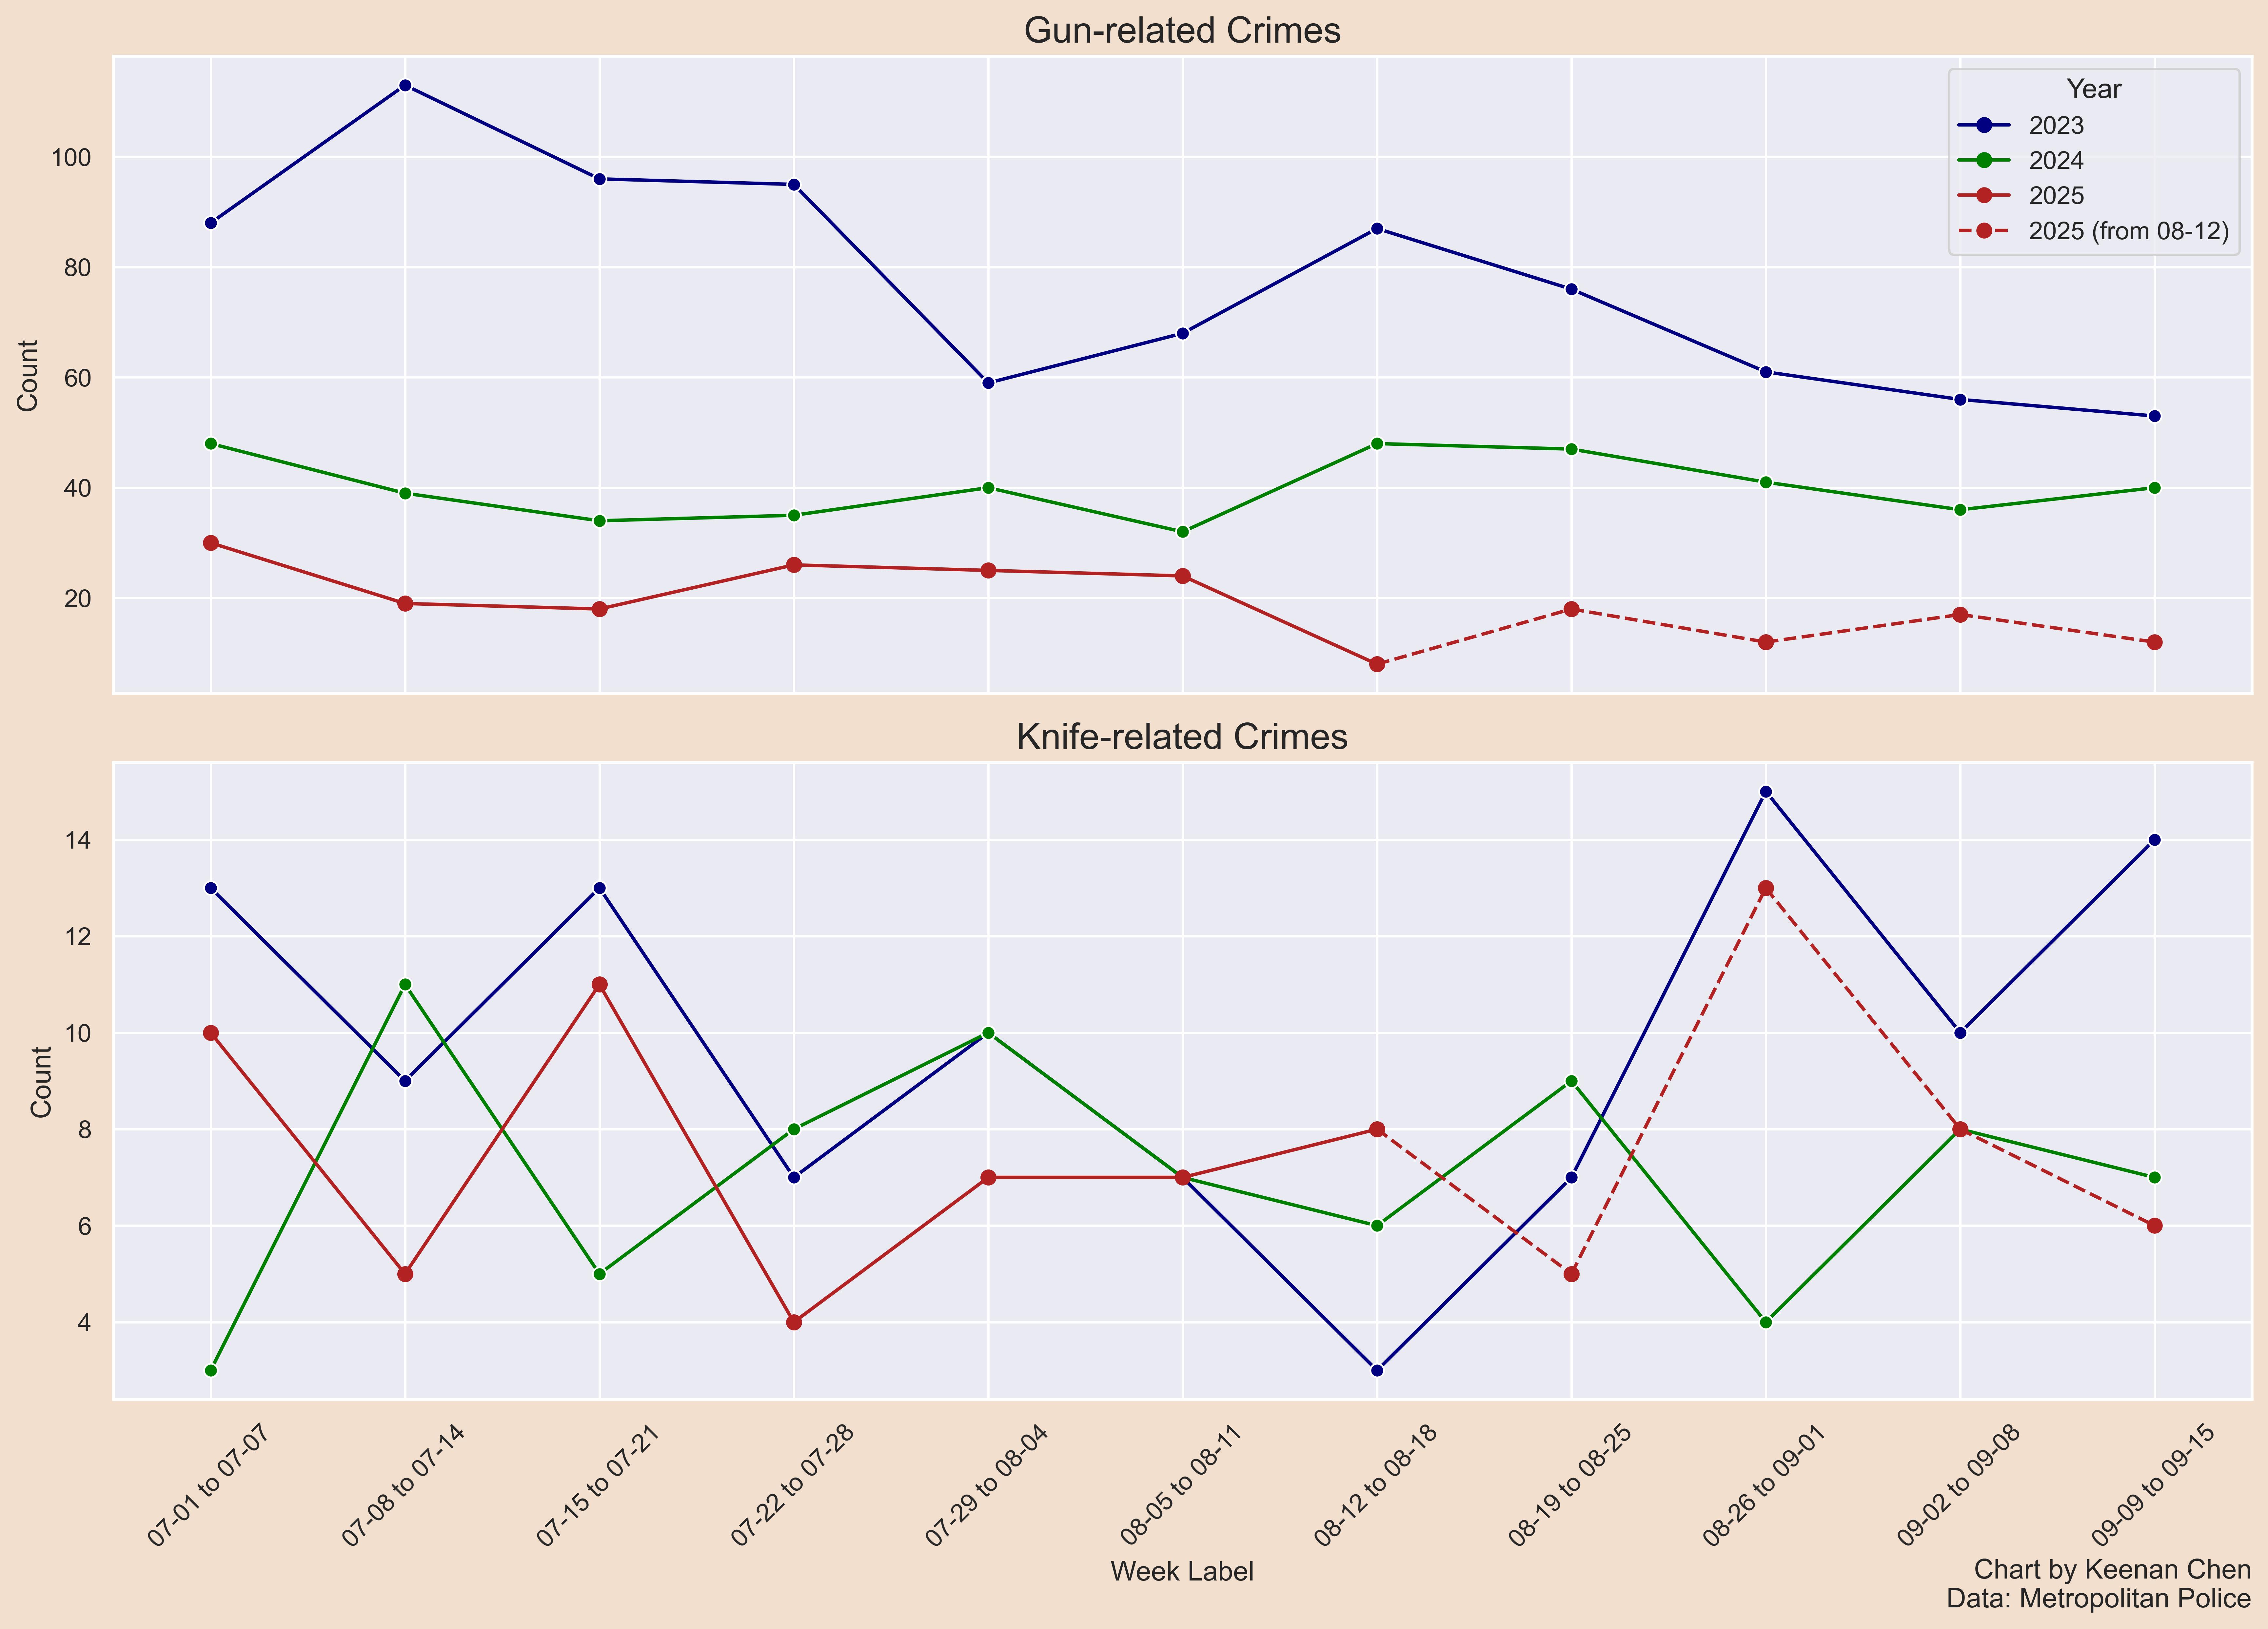 Gun-related Crimes
Year
2023
2024
2025
2025 (from 08-12)
Count
100
80
60
40
20
Knife-related Crimes
Count
14
12
10
8
6
4
07-01 to 07-07
07-08 to 07-14
07-15 to 07-21
07-22 to 07-28
07-29 to 08-04
08-05 to 08-11
08-12 to 08-18
08-19 to 08-25
08-26 to 09-01
09-02 to 09-08
09-09 to 09-15
Week Label
Chart by Keenan Chen
Data: Metropolitan Police